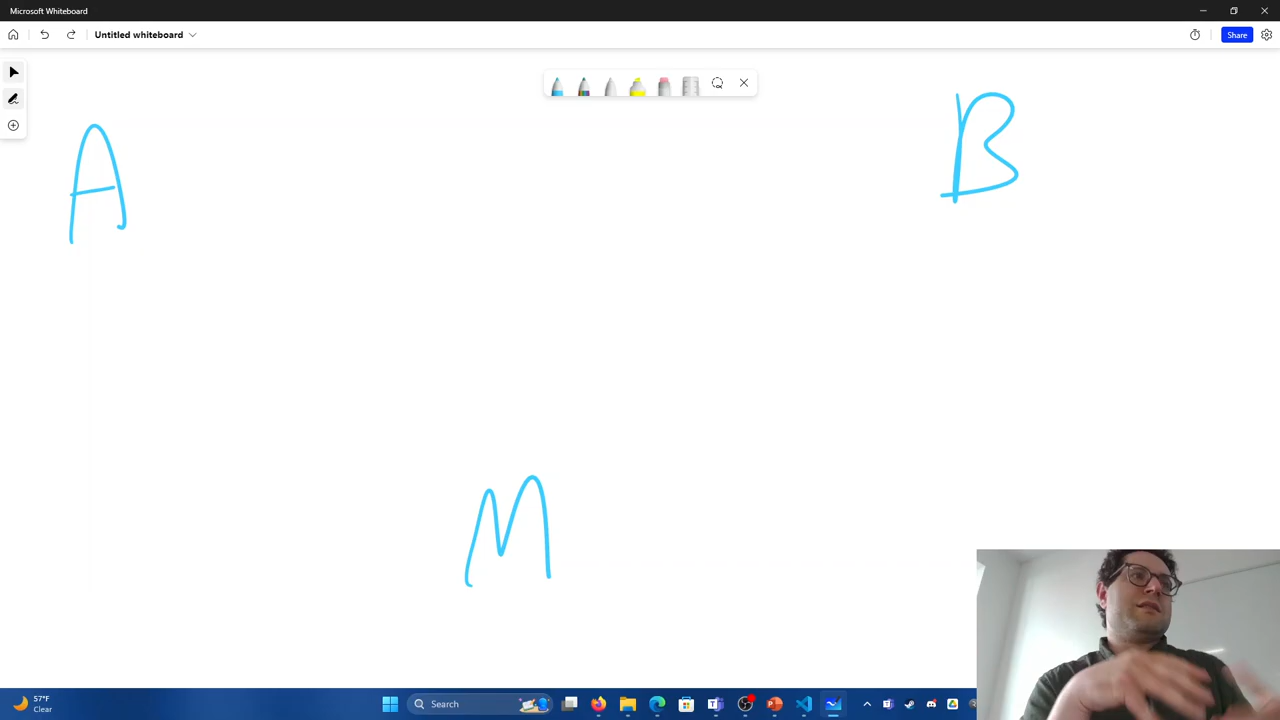 Microsoft Whiteboard
Untitled whiteboard
Share
A
B
M
57°F
Clear
Search